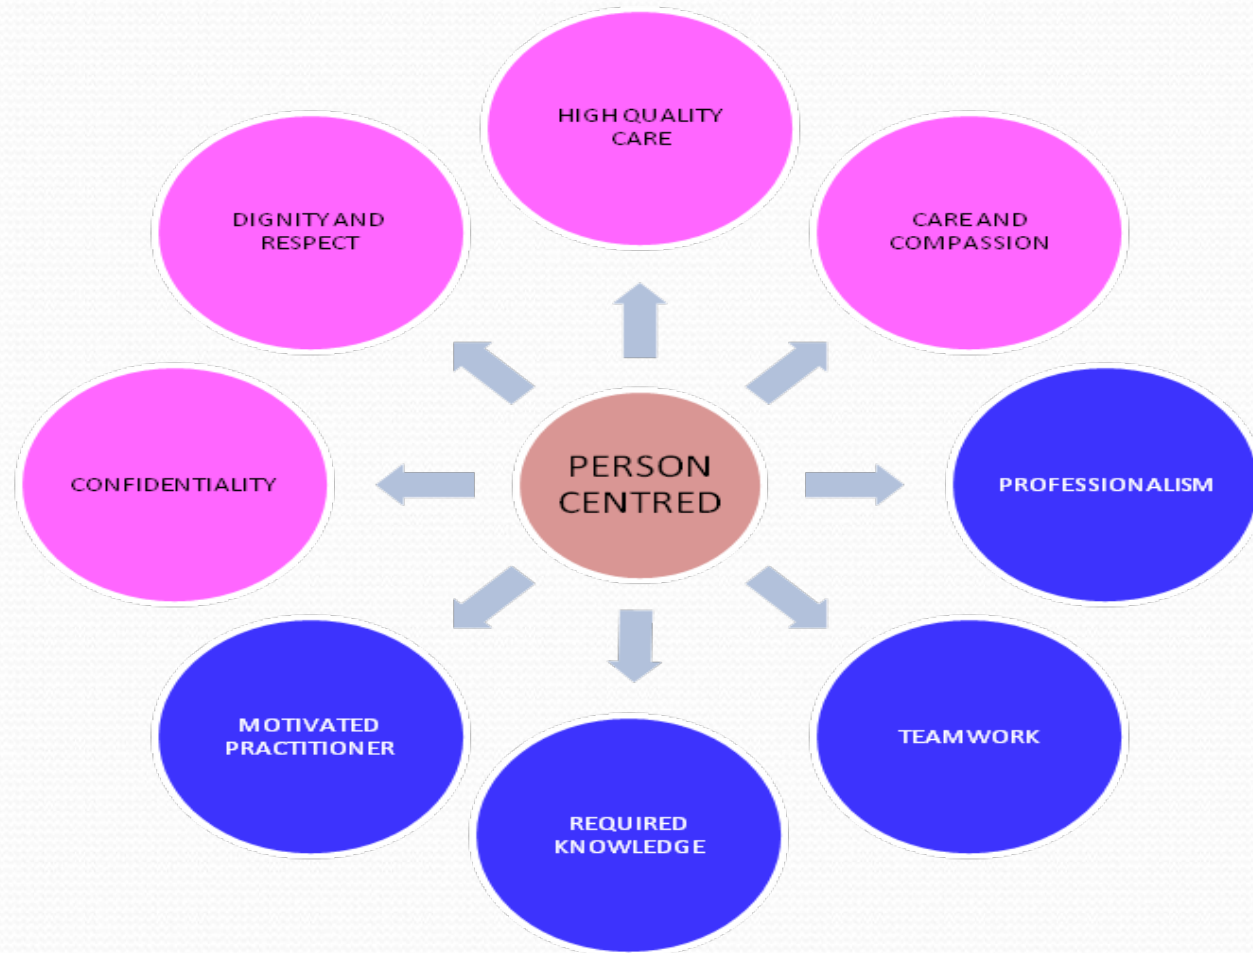 HIGH QUALITY
CARE
DIGNITY AND
RESPECT
CARE AND
COMPASSION
CONFIDENTIALITY
PERSON
CENTRED
PROFESSIONALISM
MOTIVATED
PRACTITIONER
TEAMWORK
REQUIRED
KNOWLEDGE